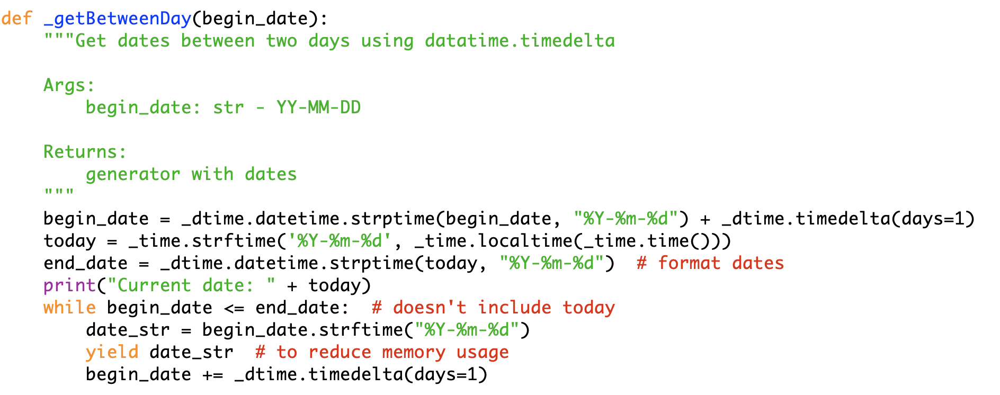 def _getBetweenDay(begin_date):
    """Get dates between two days using datatime.timedelta

    Args:
        begin_date: str - YY-MM-DD

    Returns:
        generator with dates
    """
    begin_date = _dtime.datetime.strptime(begin_date, "%Y-%m-%d") + _dtime.timedelta(days=1)
    today = _time.strftime('%Y-%m-%d', _time.localtime(_time.time()))
    end_date = _dtime.datetime.strptime(today, "%Y-%m-%d")  # format dates
    print("Current date: " + today)
    while begin_date <= end_date:  # doesn't include today
        date_str = begin_date.strftime("%Y-%m-%d")
        yield date_str  # to reduce memory usage
        begin_date += _dtime.timedelta(days=1)